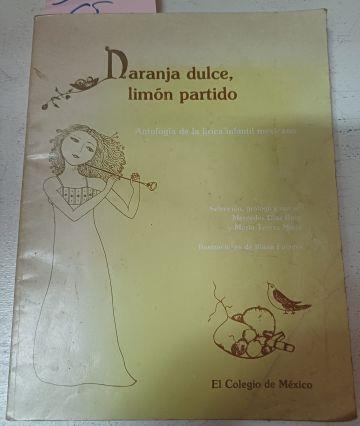 Naranja dulce,
limón partido
Antología de la lírica infantil mexicana
Selección, prólogo y notas:
Mercedes Díaz Roig
y María Teresa Miaja
Ilustraciones de
El Colegio de México